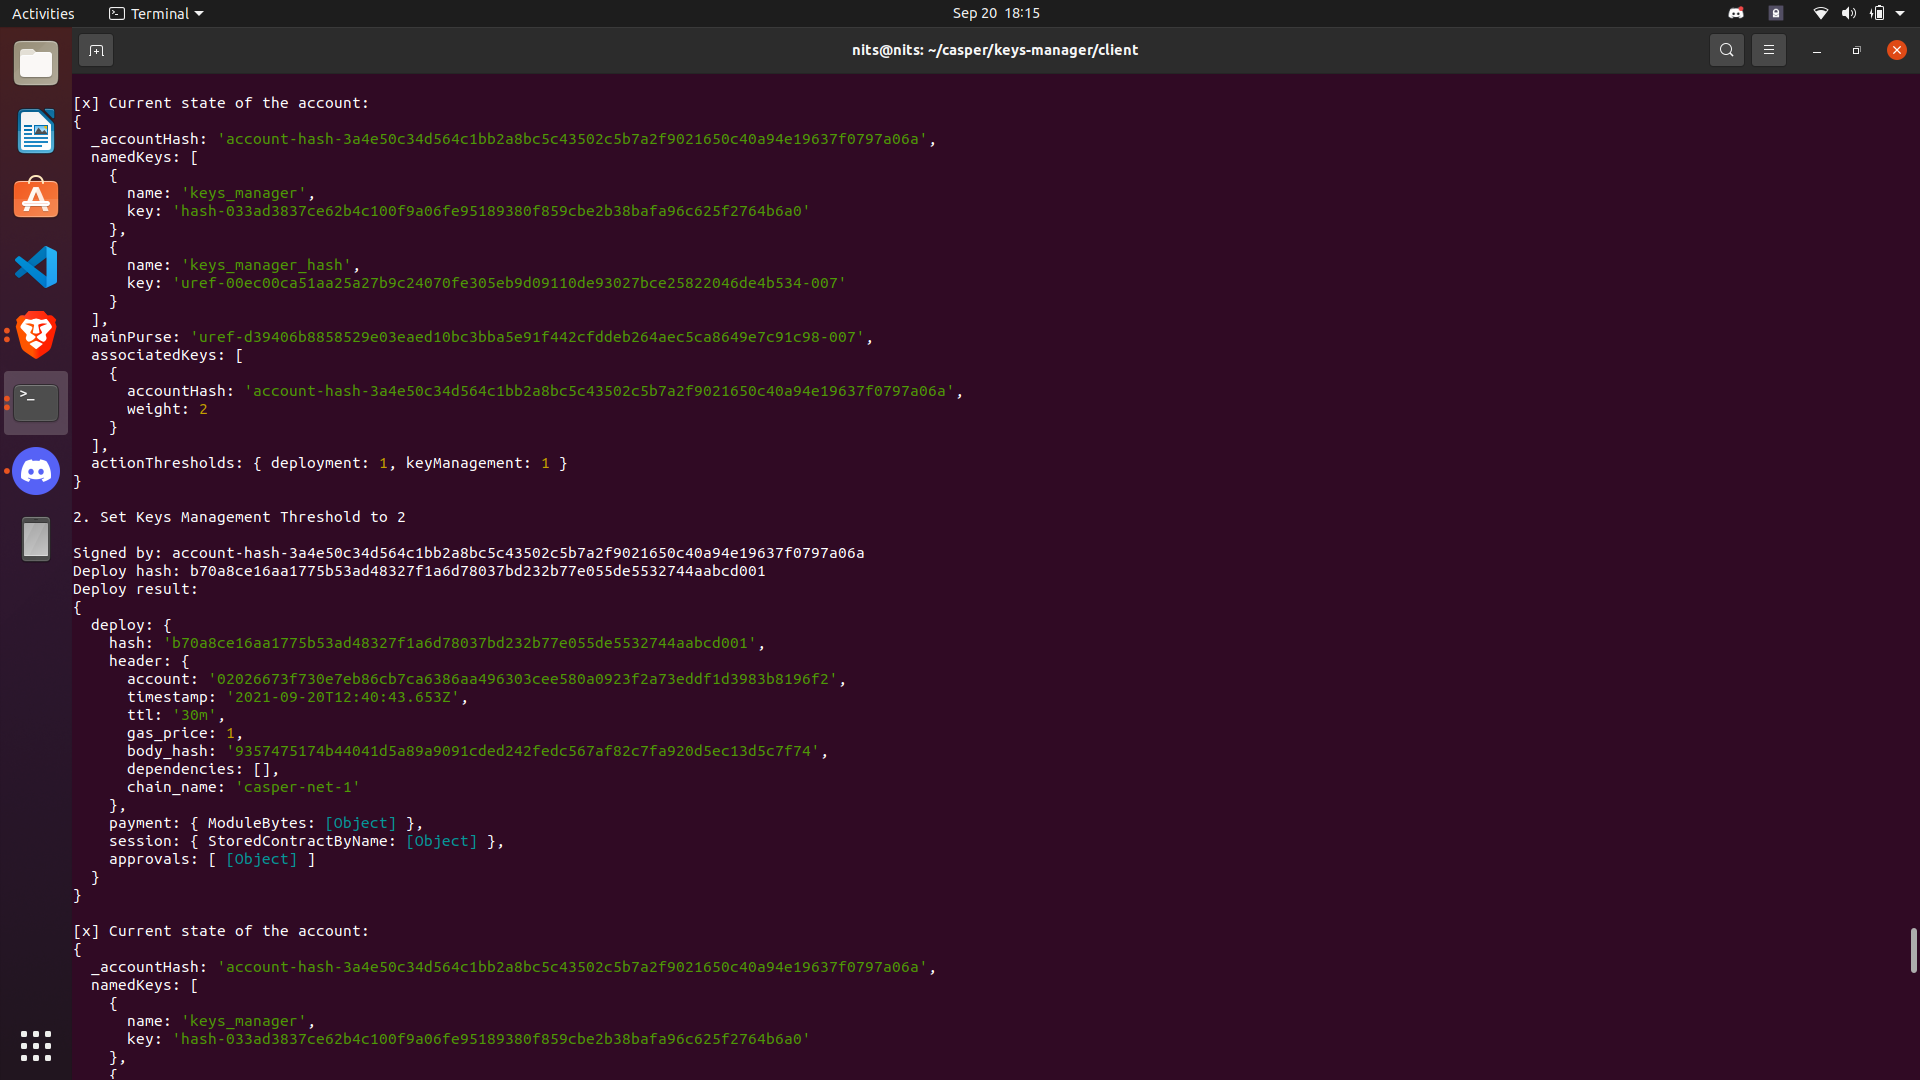 Activities
Terminal
Sep 20 18:15
nits@nits: ~/casper/keys-manager/client
[x] Current state of the account:
{
  _accountHash: 'account-hash-3a4e50c34d564c1bb2a8bc5c43502c5b7a2f9021650c40a94e19637f0797a06a',
  namedKeys: [
    {
      name: 'keys_manager',
      key: 'hash-033ad3837ce62b4c100f9a06fe95189380f859cbe2b38bafa96c625f2764b6a0'
    },
    {
      name: 'keys_manager_hash',
      key: 'uref-00ec00ca51aa25a27b9c24070fe305eb9d09110de93027bce25822046de4b534-007'
    }
  ],
  mainPurse: 'uref-d39406b8858529e03eaed10bc3bba5e91f442cfddeb264aec5ca8649e7c91c98-007',
  associatedKeys: [
    {
      accountHash: 'account-hash-3a4e50c34d564c1bb2a8bc5c43502c5b7a2f9021650c40a94e19637f0797a06a',
      weight: 2
    }
  ],
  actionThresholds: { deployment: 1, keyManagement: 1 }
}
2. Set Keys Management Threshold to 2
Signed by: account-hash-3a4e50c34d564c1bb2a8bc5c43502c5b7a2f9021650c40a94e19637f0797a06a
Deploy hash: b70a8ce16aa1775b53ad48327f1a6d78037bd232b77e055de5532744aabcd001
Deploy result:
{
  deploy: {
    hash: 'b70a8ce16aa1775b53ad48327f1a6d78037bd232b77e055de5532744aabcd001',
    header: {
      account: '02026673f730e7eb86cb7ca6386aa496303cee580a0923f2a73eddf1d3983b8196f2',
      timestamp: '2021-09-20T12:40:43.653Z',
      ttl: '30m',
      gas_price: 1,
      body_hash: '9357475174b44041d5a89a9091cded242fedc567af82c7fa920d5ec13d5c7f74',
      dependencies: [],
      chain_name: 'casper-net-1'
    },
    payment: { ModuleBytes: [Object] },
    session: { StoredContractByName: [Object] },
    approvals: [ [Object] ]
  }
}
[x] Current state of the account:
{
  _accountHash: 'account-hash-3a4e50c34d564c1bb2a8bc5c43502c5b7a2f9021650c40a94e19637f0797a06a',
  namedKeys: [
    {
      name: 'keys_manager',
      key: 'hash-033ad3837ce62b4c100f9a06fe95189380f859cbe2b38bafa96c625f2764b6a0'
    },
    {